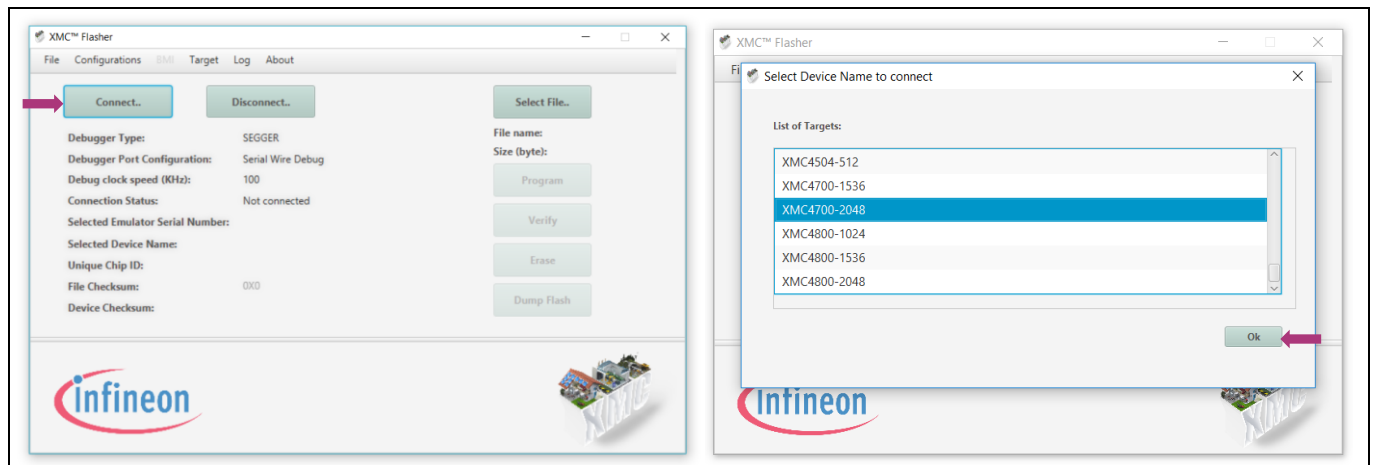 XMC™ Flasher
File Configurations BMI Target Log About
Connect.. Disconnect.. Select File..
Debugger Type: SEGGER File name:
Debugger Port Configuration: Serial Wire Debug Size (byte):
Debug clock speed (KHz): 100 Program
Connection Status: Not connected
Selected Emulator Serial Number: Verify
Selected Device Name:
Unique Chip ID: Erase
File Checksum: 0X0
Device Checksum: Dump Flash
infineon
XMC
XMC™ Flasher
Fi
Select Device Name to connect
List of Targets:
XMC4504-512
XMC4700-1536
XMC4700-2048
XMC4800-1024
XMC4800-1536
XMC4800-2048
Ok
infineon
XMC